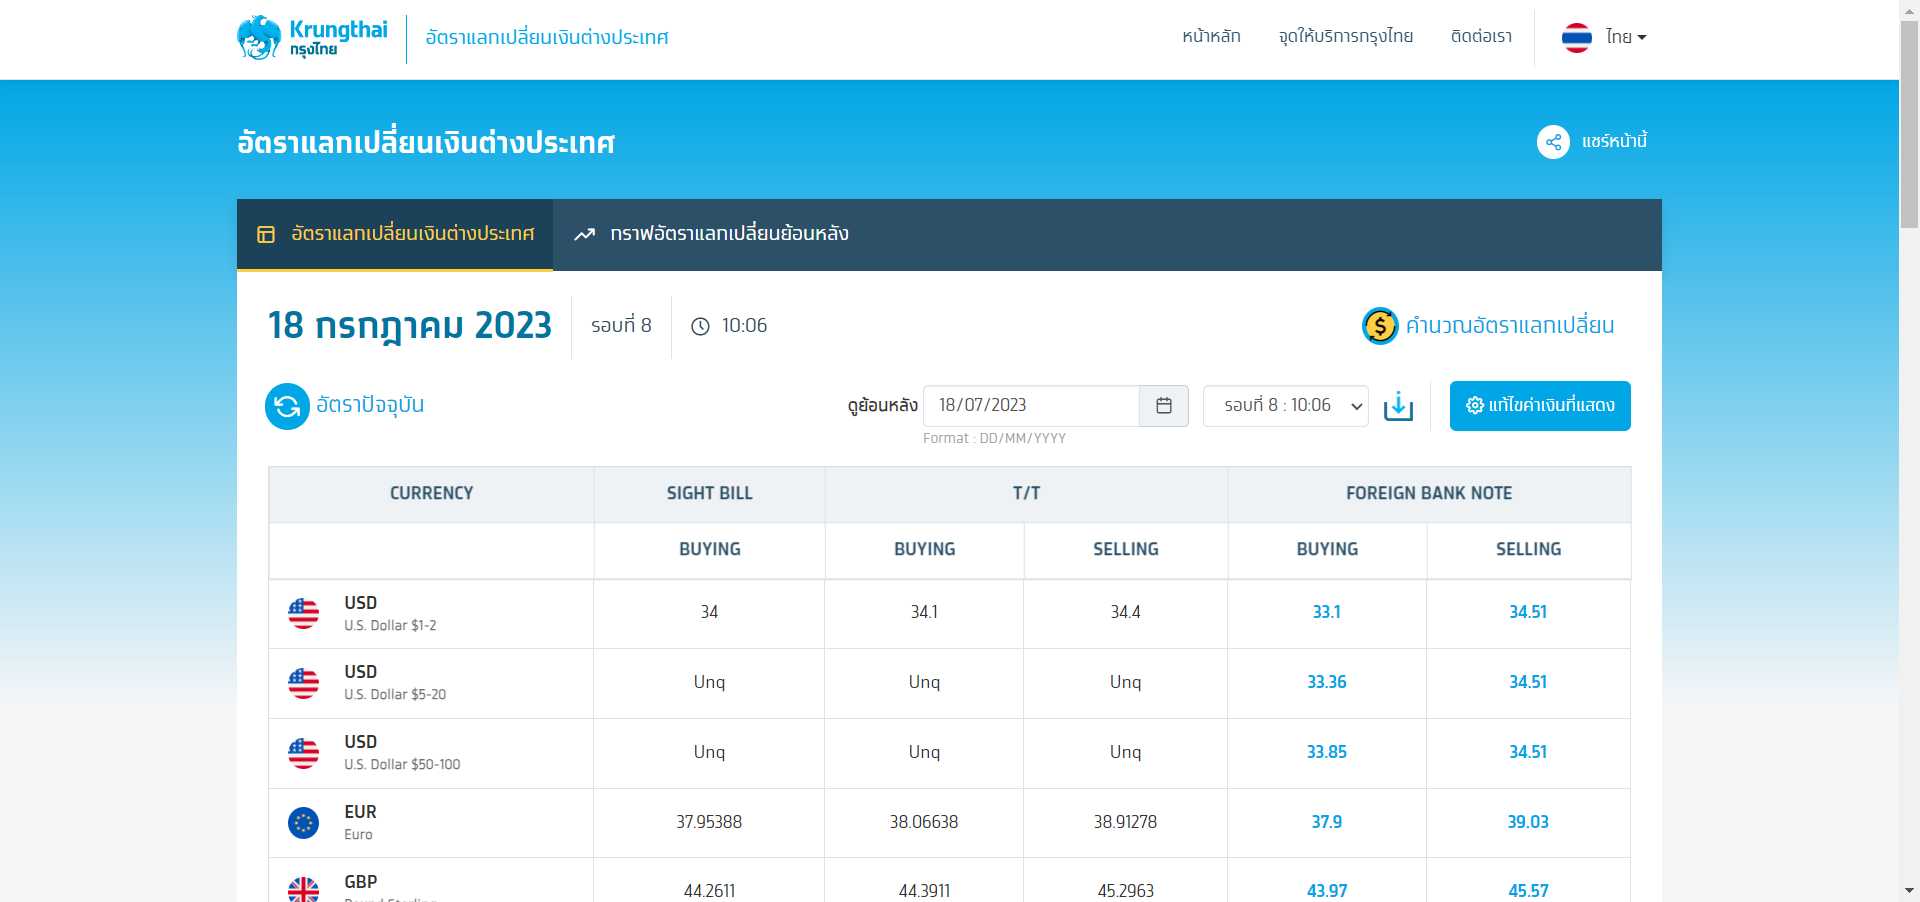 Krungthai
กรุงไทย
อัตราแลกเปลี่ยนเงินต่างประเทศ
หน้าหลัก
จุดให้บริการกรุงไทย
ติดต่อเรา
ไทย
อัตราแลกเปลี่ยนเงินต่างประเทศ
แชร์หน้านี้
อัตราแลกเปลี่ยนเงินต่างประเทศ
กราฟอัตราแลกเปลี่ยนย้อนหลัง
18 กรกฎาคม 2023
รอบที่ 8
10:06
คำนวณอัตราแลกเปลี่ยน
อัตราปัจจุบัน
ดูย้อนหลัง
18/07/2023
รอบที่ 8 : 10:06
แก้ไขค่าเงินที่แสดง
Format : DD/MM/YYYY
CURRENCY SIGHT BILL T/T FOREIGN BANK NOTE
BUYING BUYING SELLING BUYING SELLING
USD
U.S. Dollar $1-2
34 34.1 34.4 33.1 34.51
USD
U.S. Dollar $5-20
Unq Unq Unq 33.36 34.51
USD
U.S. Dollar $50-100
Unq Unq Unq 33.85 34.51
EUR
Euro
37.95388 38.06638 38.91278 37.9 39.03
GBP
44.2611 44.3911 45.2963 43.97 45.57